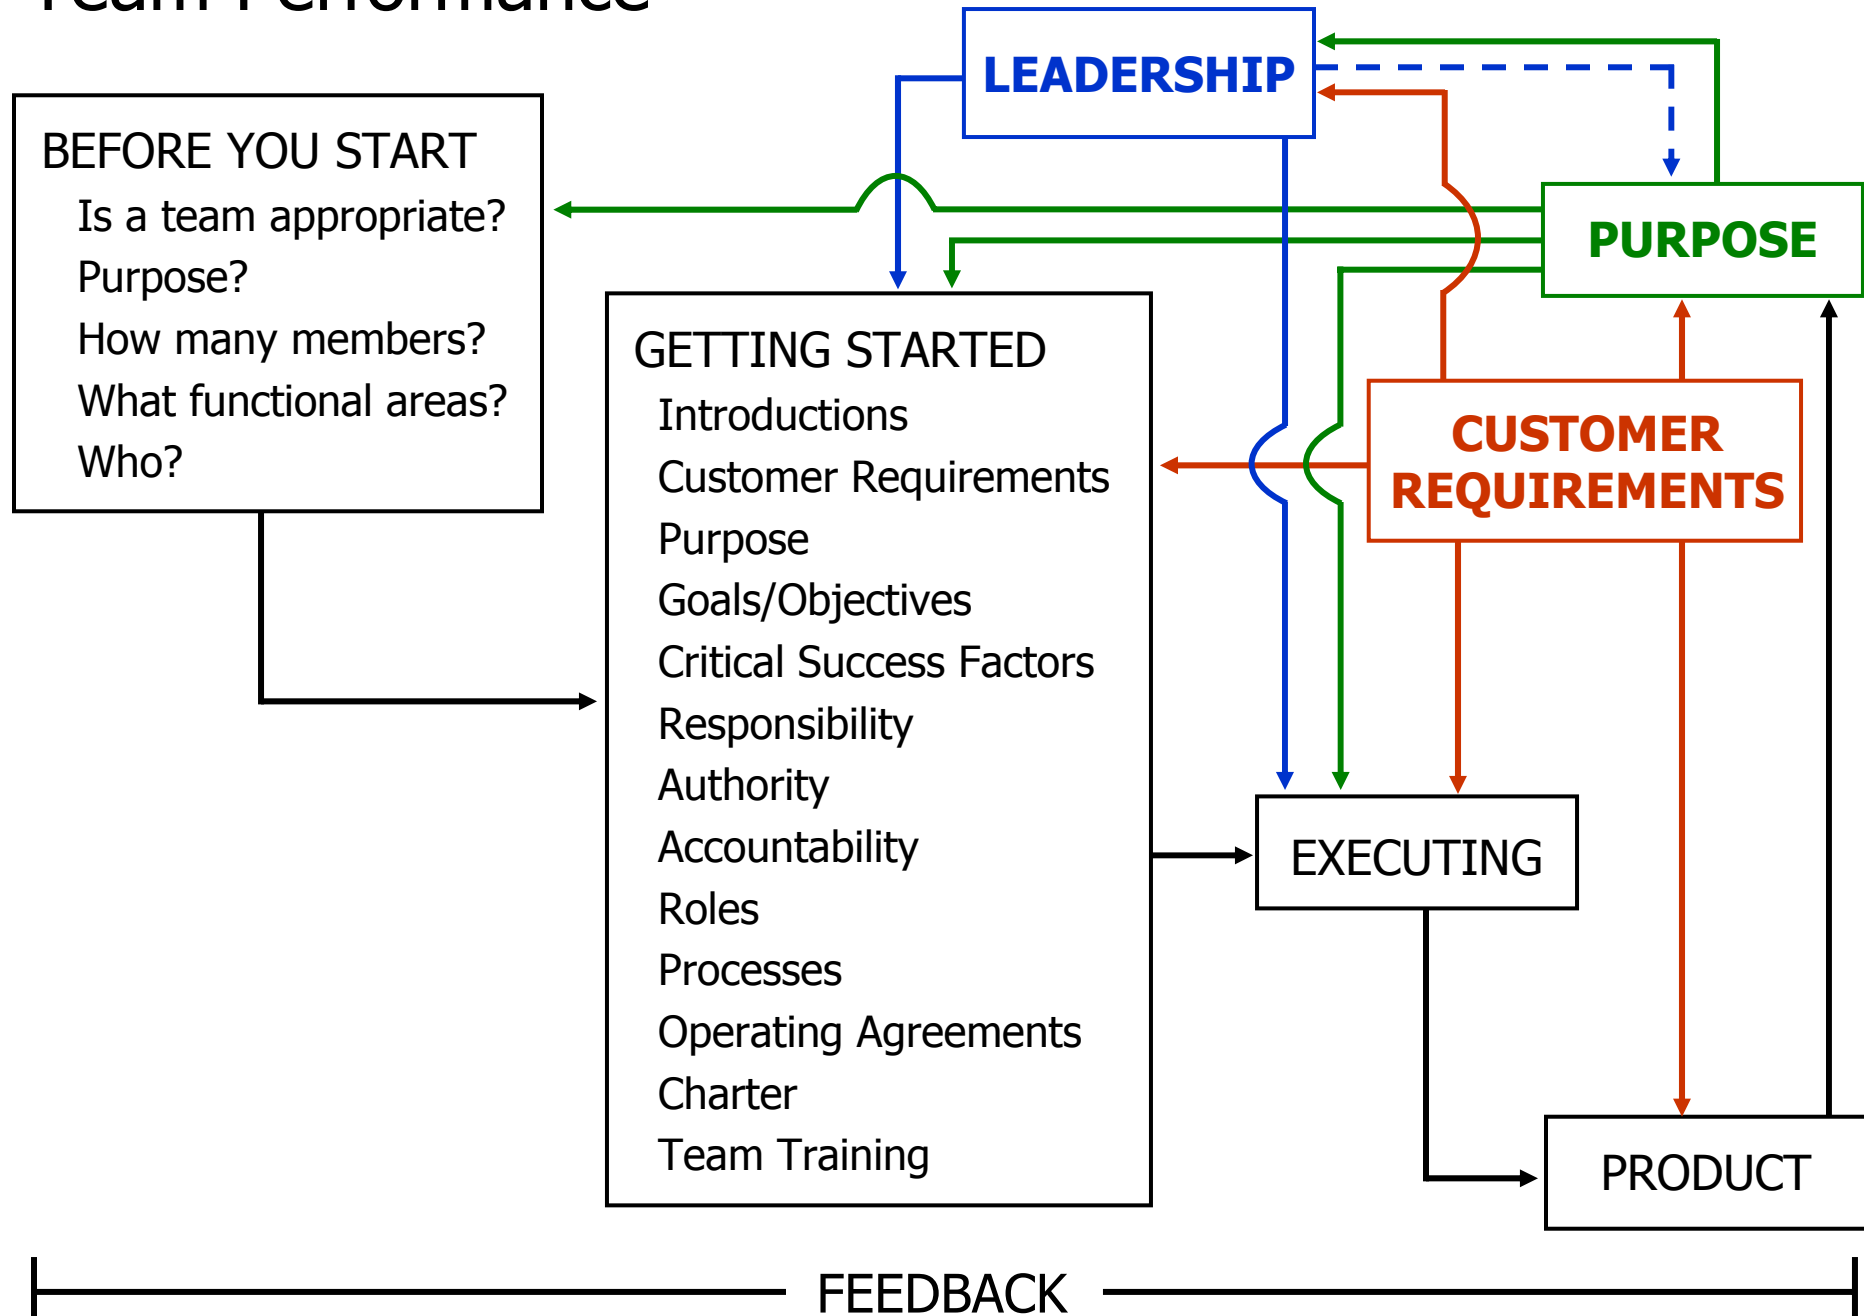 Team Performance
LEADERSHIP
BEFORE YOU START
Is a team appropriate?
Purpose?
How many members?
What functional areas?
Who?
PURPOSE
GETTING STARTED
Introductions
Customer Requirements
Purpose
Goals/Objectives
Critical Success Factors
Responsibility
Authority
Accountability
Roles
Processes
Operating Agreements
Charter
Team Training
CUSTOMER
REQUIREMENTS
EXECUTING
PRODUCT
FEEDBACK